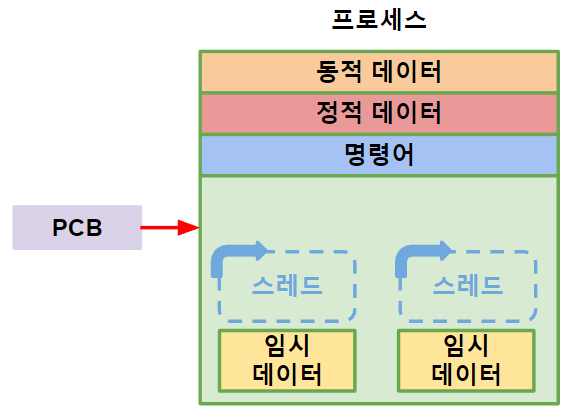 프로세스
동적 데이터
정적 데이터
명령어
PCB
스레드
스레드
임시
데이터
임시
데이터